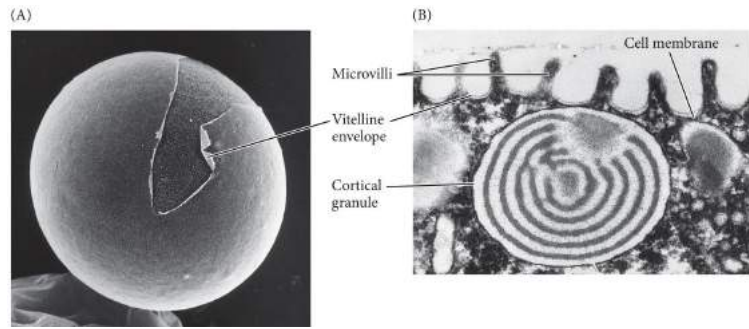 (A)
(B)
Cell membrane
Microvilli
Vitelline
envelope
Cortical
granule